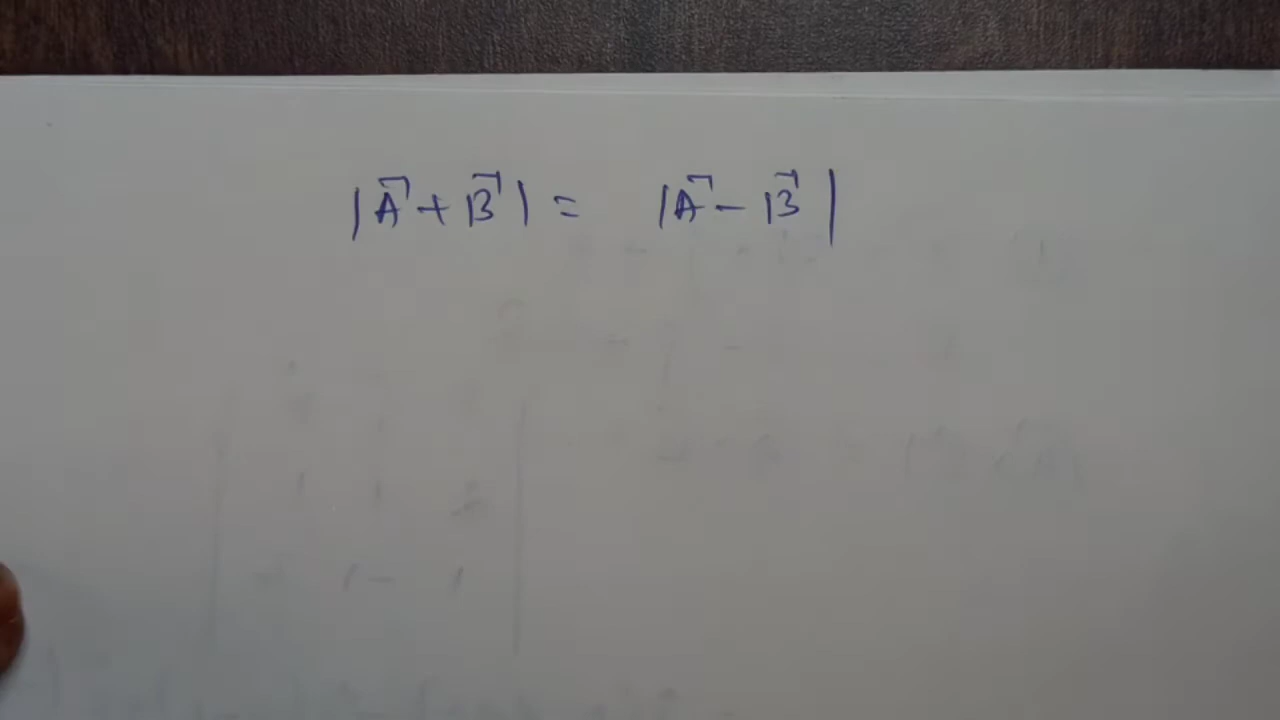 |A⃗ + B⃗| = |A⃗ − B⃗|